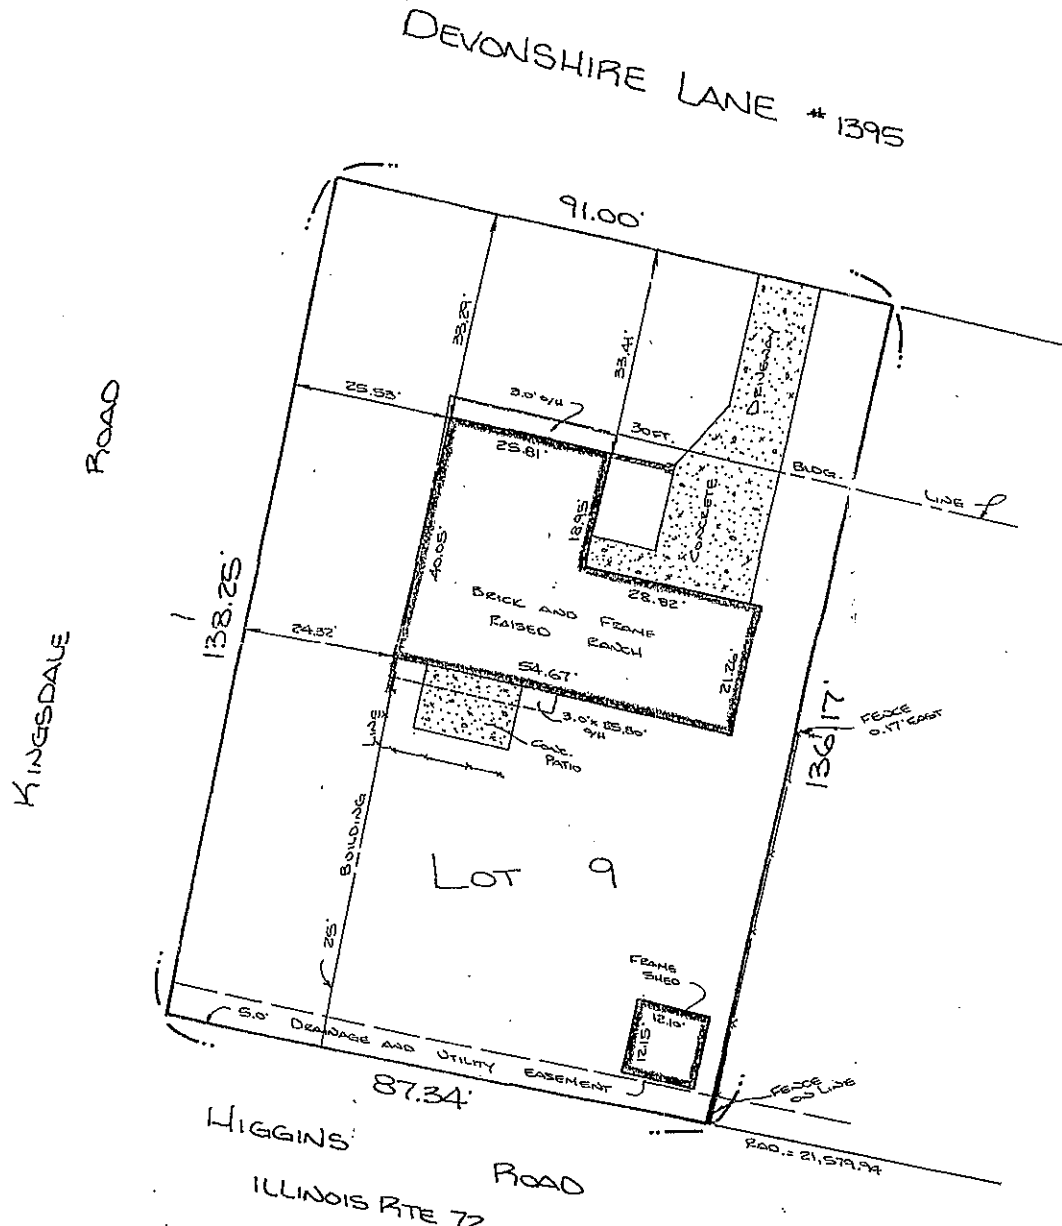 DEVONSHIRE LANE # 1395
91.00'
33.29'
33.41'
DRIVEWAY
25.53'
3.0' O/H
30 FT.
BLDG.
LINE
25.81'
ROAD
18.95'
CONCRETE
40.05'
28.82'
BRICK AND FRAME
RAISED RANCH
138.25'
24.32'
54.67'
21.26'
KINGSDALE
3.0' x 25.80'
O/H
FENCE
0.17' EAST
136.17'
CONC.
PATIO
LINE
BUILDING
LOT 9
25'
FRAME
SHED
12.10'
12.15'
5.0' DRAINAGE AND UTILITY EASEMENT
FENCE
ON LINE
87.34'
RAD. = 21,579.94
HIGGINS ROAD
ILLINOIS RTE 72